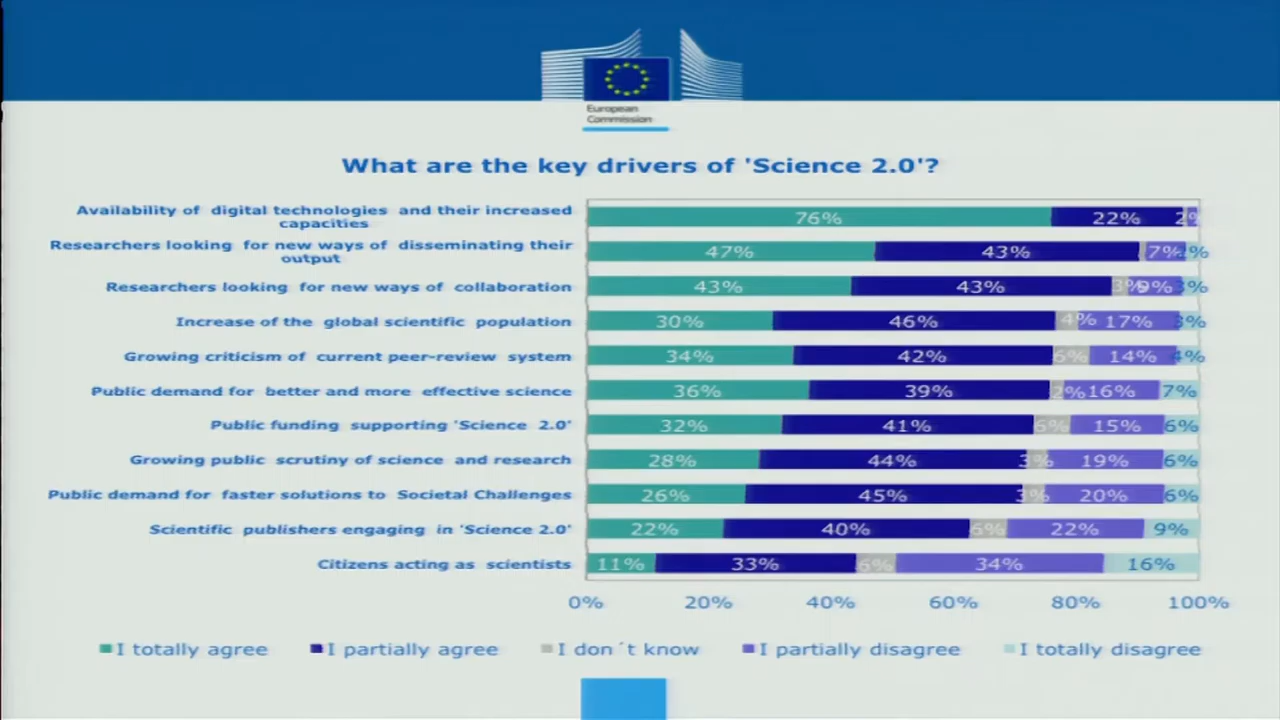 European
Commission
What are the key drivers of 'Science 2.0'?
Availability of digital technologies and their increased
capacities
76% 22%
Researchers looking for new ways of disseminating their
output
47% 43% 7%
Researchers looking for new ways of collaboration
43% 43% 3% 9% 3%
Increase of the global scientific population
30% 46% 4% 17% 3%
Growing criticism of current peer-review system
34% 42% 6% 14% 4%
Public demand for better and more effective science
36% 39% 2% 16% 7%
Public funding supporting 'Science 2.0'
32% 41% 6% 15% 6%
Growing public scrutiny of science and research
28% 44% 3% 19% 6%
Public demand for faster solutions to Societal Challenges
26% 45% 3% 20% 6%
Scientific publishers engaging in 'Science 2.0'
22% 40% 6% 22% 9%
Citizens acting as scientists
11% 33% 6% 34% 16%
0% 20% 40% 60% 80% 100%
I totally agree I partially agree I don´t know I partially disagree I totally disagree